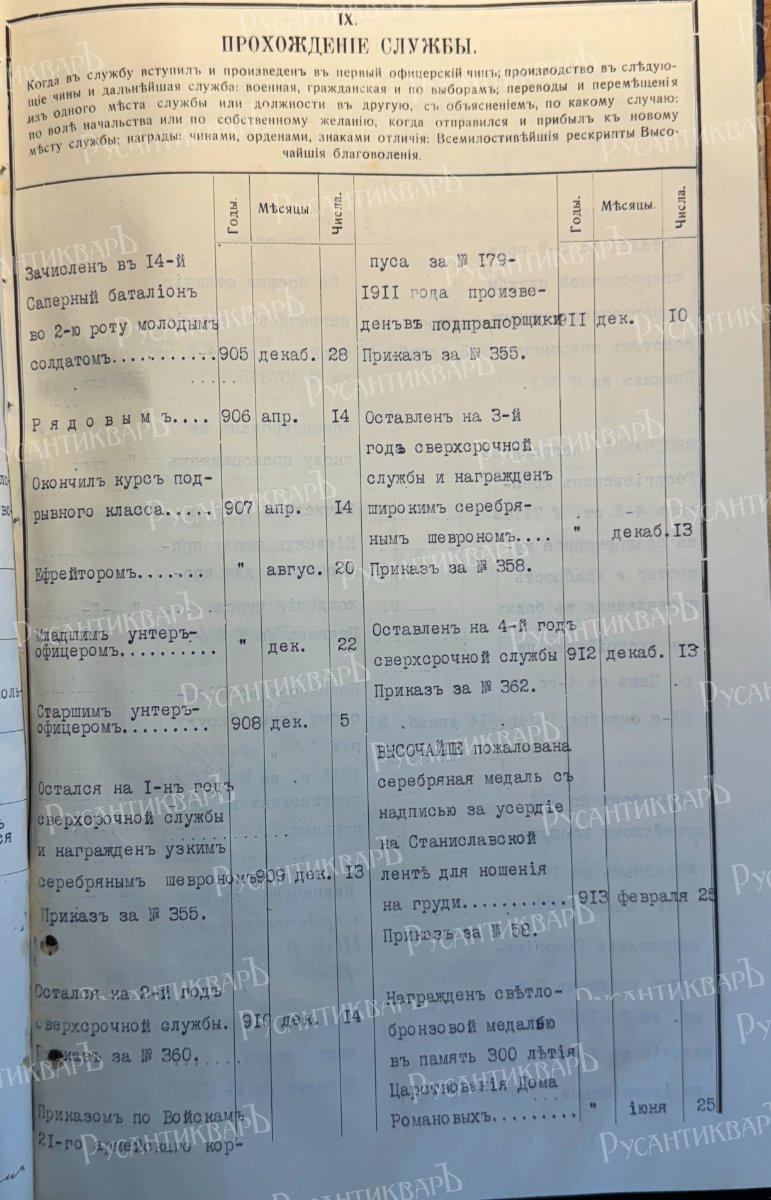 IX.
ПРОХОЖДЕНІЕ СЛУЖБЫ.
Когда въ службу вступилъ и произведенъ въ первый офицерскій чинъ; производство въ слѣдую-
щіе чины и дальнѣйшая служба: военная, гражданская и по выборамъ; переводы и перемѣщенія
изъ одного мѣста службы или должности въ другую, съ объясненіемъ, по какому случаю:
по волѣ начальства или по собственному желанію, когда отправился и прибылъ къ новому
мѣсту службы; награды: чинами, орденами, знаками отличія: Всемилостивѣйшія рескрипты Высо-
чайшія благоволенія.
Годы. Мѣсяцы. Числа.
Зачисленъ въ 14-й
Саперный баталіонъ
во 2-ю роту молодымъ
солдатомъ........... 905 декаб. 28
Рядовымъ.... 906 апр. 14
Окончилъ курсъ под-
рывного класса..... 907 апр. 14
Ефрейторомъ....... " авгус. 20
Младшимъ унтеръ-
офицеромъ.......... " дек. 22
Старшимъ унтеръ-
офицеромъ......... 908 дек. 5
Остался на I-нъ годъ
сверхсрочной службы
и награжденъ узкимъ
серебрянымъ шеврономъ 909 дек. 13
Приказъ за № 355.
Остался на 2-й годъ
сверхсрочной службы. 910 дек. 14
Приказъ за № 360.
Приказомъ по Войскамъ
21-го армейскаго кор-
Годы. Мѣсяцы. Числа.
пуса за № 179-
1911 года произве-
денъвъ подпрапорщики 911 дек. 10
Приказъ за № 355.
Оставленъ на 3-й
годъ сверхсрочной
службы и награжденъ
широкимъ серебря-
нымъ шеврономъ.... " декаб. 13
Приказъ за № 358.
Оставленъ на 4-й годъ
сверхсрочной службы 912 декаб. 13
Приказъ за № 362.
ВЫСОЧАЙШЕ пожалована
серебряная медаль съ
надписью за усердіе
на Станиславской
лентѣ для ношенія
на груди........... 913 февраля 25
Приказъ за № 58.
Награжденъ свѣтло-
бронзовой медалью
въ память 300 лѣтія
Царствованія Дома
Романовыхъ......... " іюня 25
РусантикварЪ